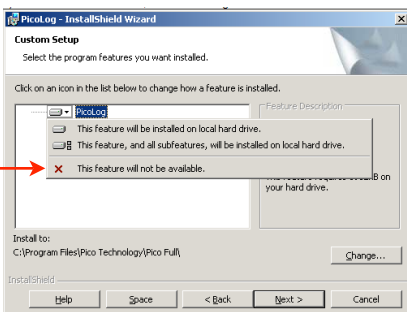 PicoLog - InstallShield Wizard
Custom Setup
Select the program features you want installed.
Click on an icon in the list below to change how a feature is installed.
PicoLog
Feature Description
This feature will be installed on local hard drive.
This feature, and all subfeatures, will be installed on local hard drive.
This feature will not be available.
on
your hard drive.
Install to:
C:\Program Files\Pico Technology\Pico Full\
Change...
InstallShield
Help
Space
< Back
Next >
Cancel